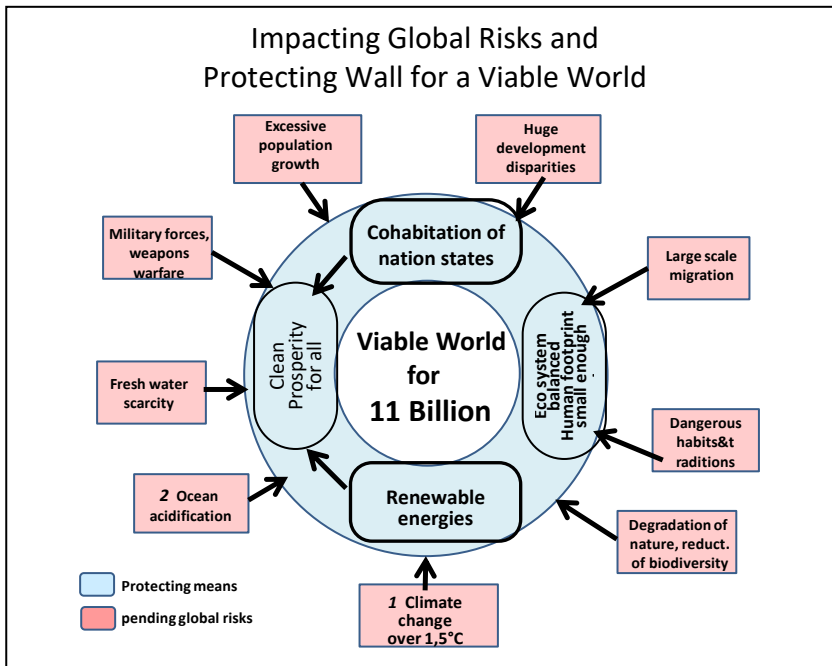 Impacting Global Risks and
Protecting Wall for a Viable World
Excessive
population
growth
Huge
development
disparities
Military forces,
weapons
warfare
Cohabitation of
nation states
Large scale
migration
Clean
Prosperity
for all
Viable World
for
11 Billion
Eco system
balanced
Human footprint
small enough
.
Fresh water
scarcity
Dangerous
habits&t
raditions
2 Ocean
acidification
Renewable
energies
Degradation of
nature, reduct.
of biodiversity
Protecting means
pending global risks
1 Climate
change
over 1,5°C